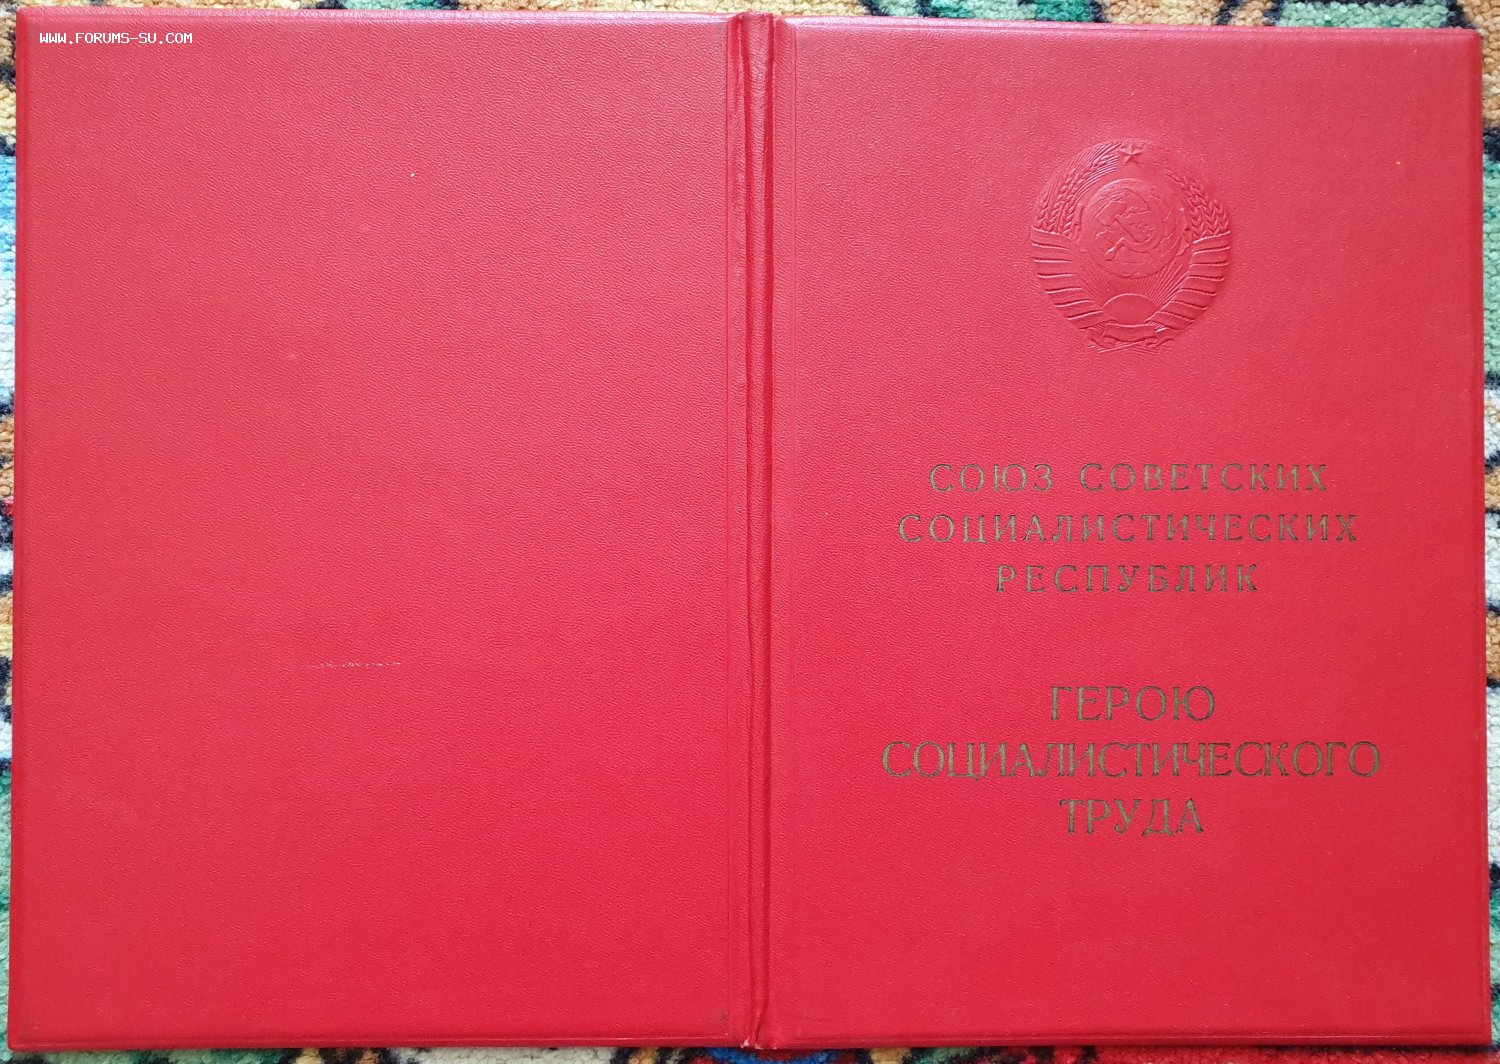 WWW.FORUMS-SU.COM
СОЮЗ СОВЕТСКИХ
СОЦИАЛИСТИЧЕСКИХ
РЕСПУБЛИК
ГЕРОЮ
СОЦИАЛИСТИЧЕСКОГО
ТРУДА